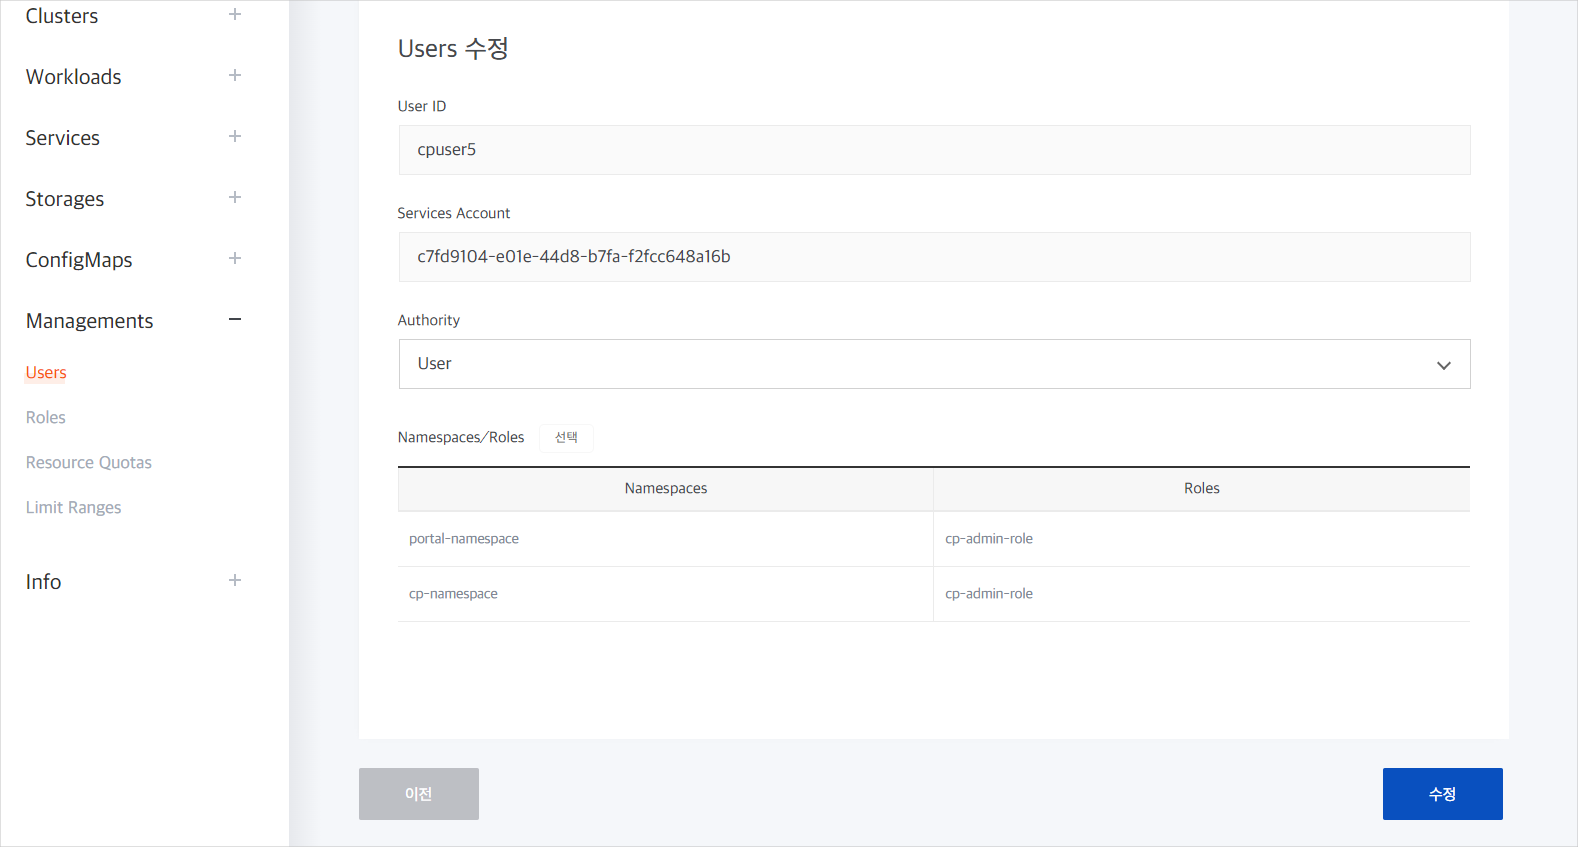 Clusters
Workloads
Services
Storages
ConfigMaps
Managements
Users
Roles
Resource Quotas
Limit Ranges
Info
Users 수정
User ID
cpuser5
Services Account
c7fd9104-e01e-44d8-b7fa-f2fcc648a16b
Authority
User
Namespaces/Roles 선택
Namespaces Roles
portal-namespace cp-admin-role
cp-namespace cp-admin-role
이전 수정